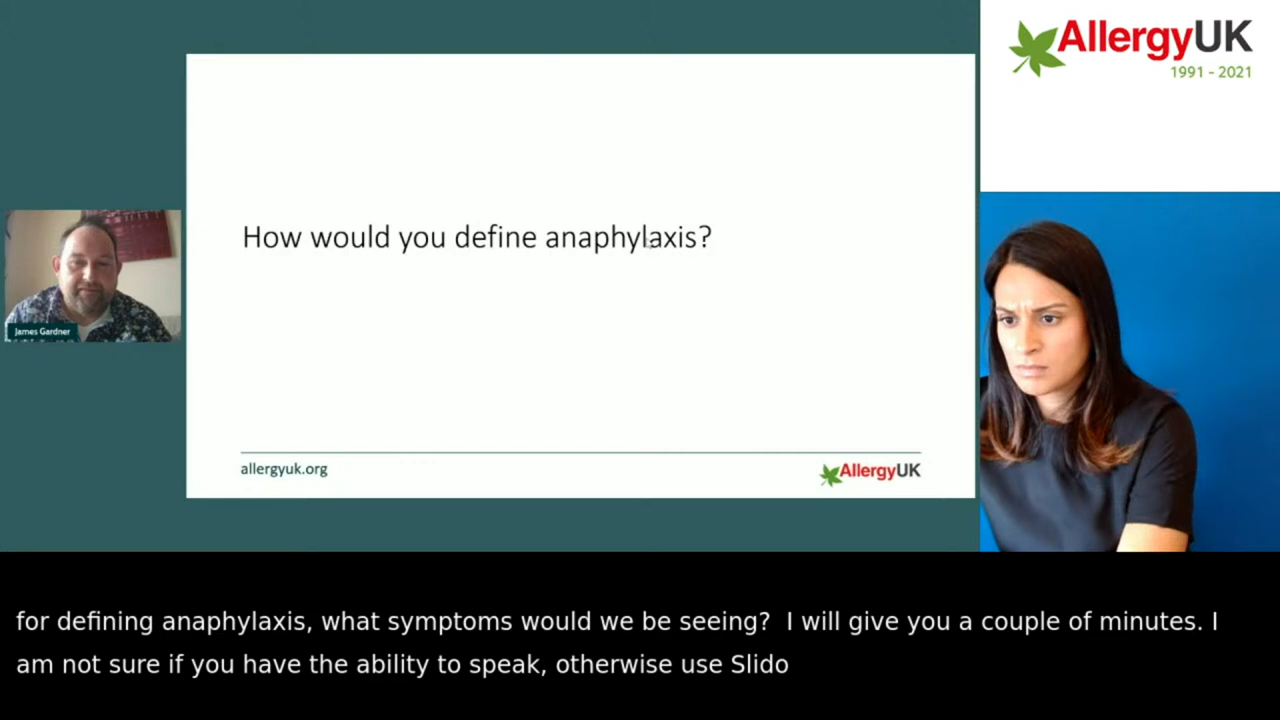 AllergyUK
1991 - 2021
How would you define anaphylaxis?
James Gardner
allergyuk.org
AllergyUK
for defining anaphylaxis, what symptoms would we be seeing?  I will give you a couple of minutes. I
am not sure if you have the ability to speak, otherwise use Slido